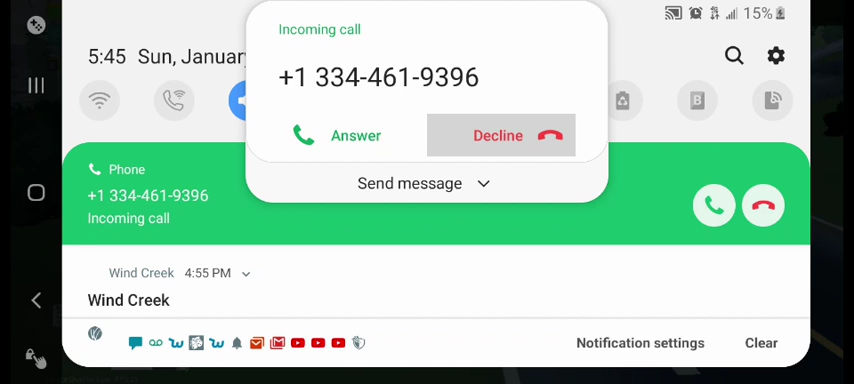 15%
5:45 Sun, January
Incoming call
+1 334-461-9396
Answer
Decline
Send message
Phone
+1 334-461-9396
Incoming call
Wind Creek 4:55 PM
Wind Creek
Notification settings
Clear